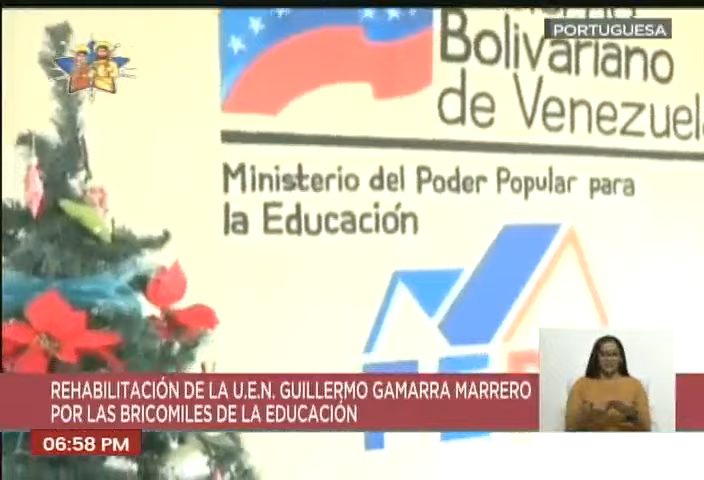 PORTUGUESA
Bolivariano
de Venezuela
Ministerio del Poder Popular para
la Educación
REHABILITACIÓN DE LA U.E.N. GUILLERMO GAMARRA MARRERO
POR LAS BRICOMILES DE LA EDUCACIÓN
06:58 PM